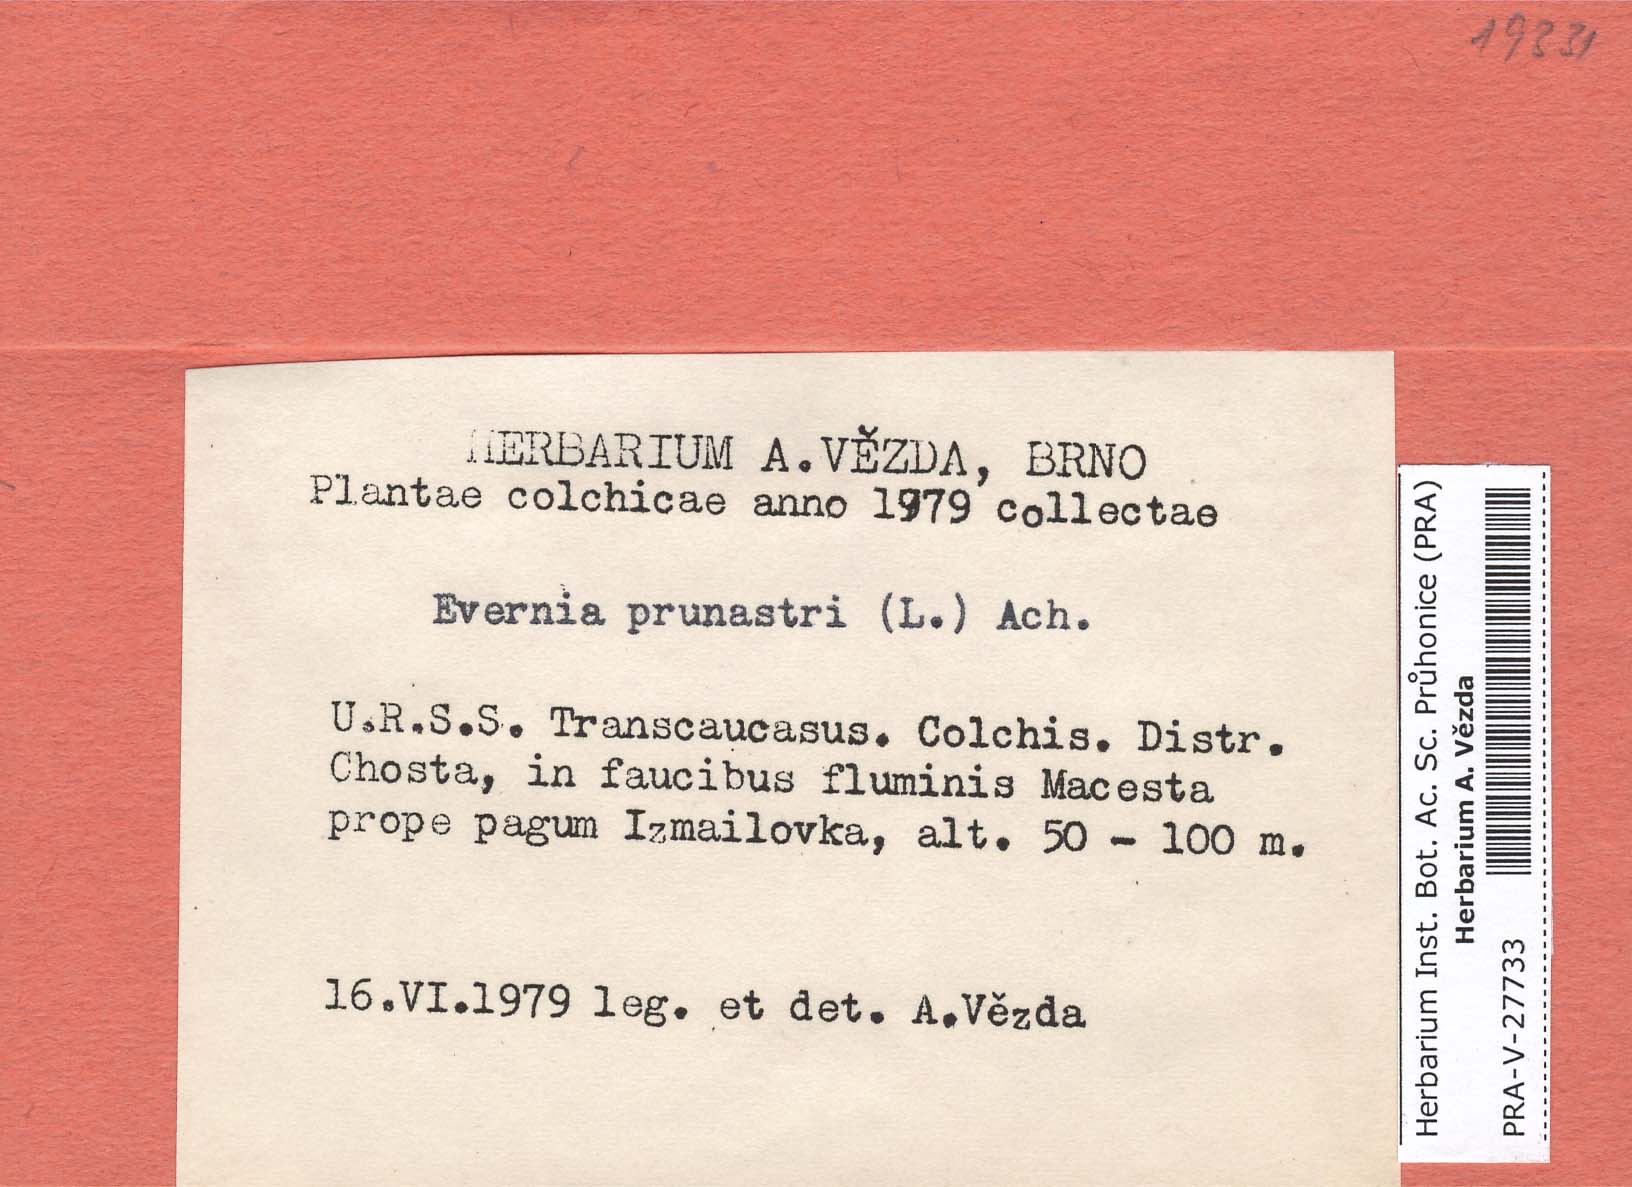 19331
HERBARIUM A.VĚZDA, BRNO
Plantae colchicae anno 1979 collectae
Evernia prunastri (L.) Ach.
U.R.S.S. Transcaucasus. Colchis. Distr.
Chosta, in faucibus fluminis Macesta
prope pagum Izmailovka, alt. 50 - 100 m.
16.VI.1979 leg. et det. A.Vězda
Herbarium Inst. Bot. Ac. Sc. Průhonice (PRA)
Herbarium A. Vězda
PRA-V-27733